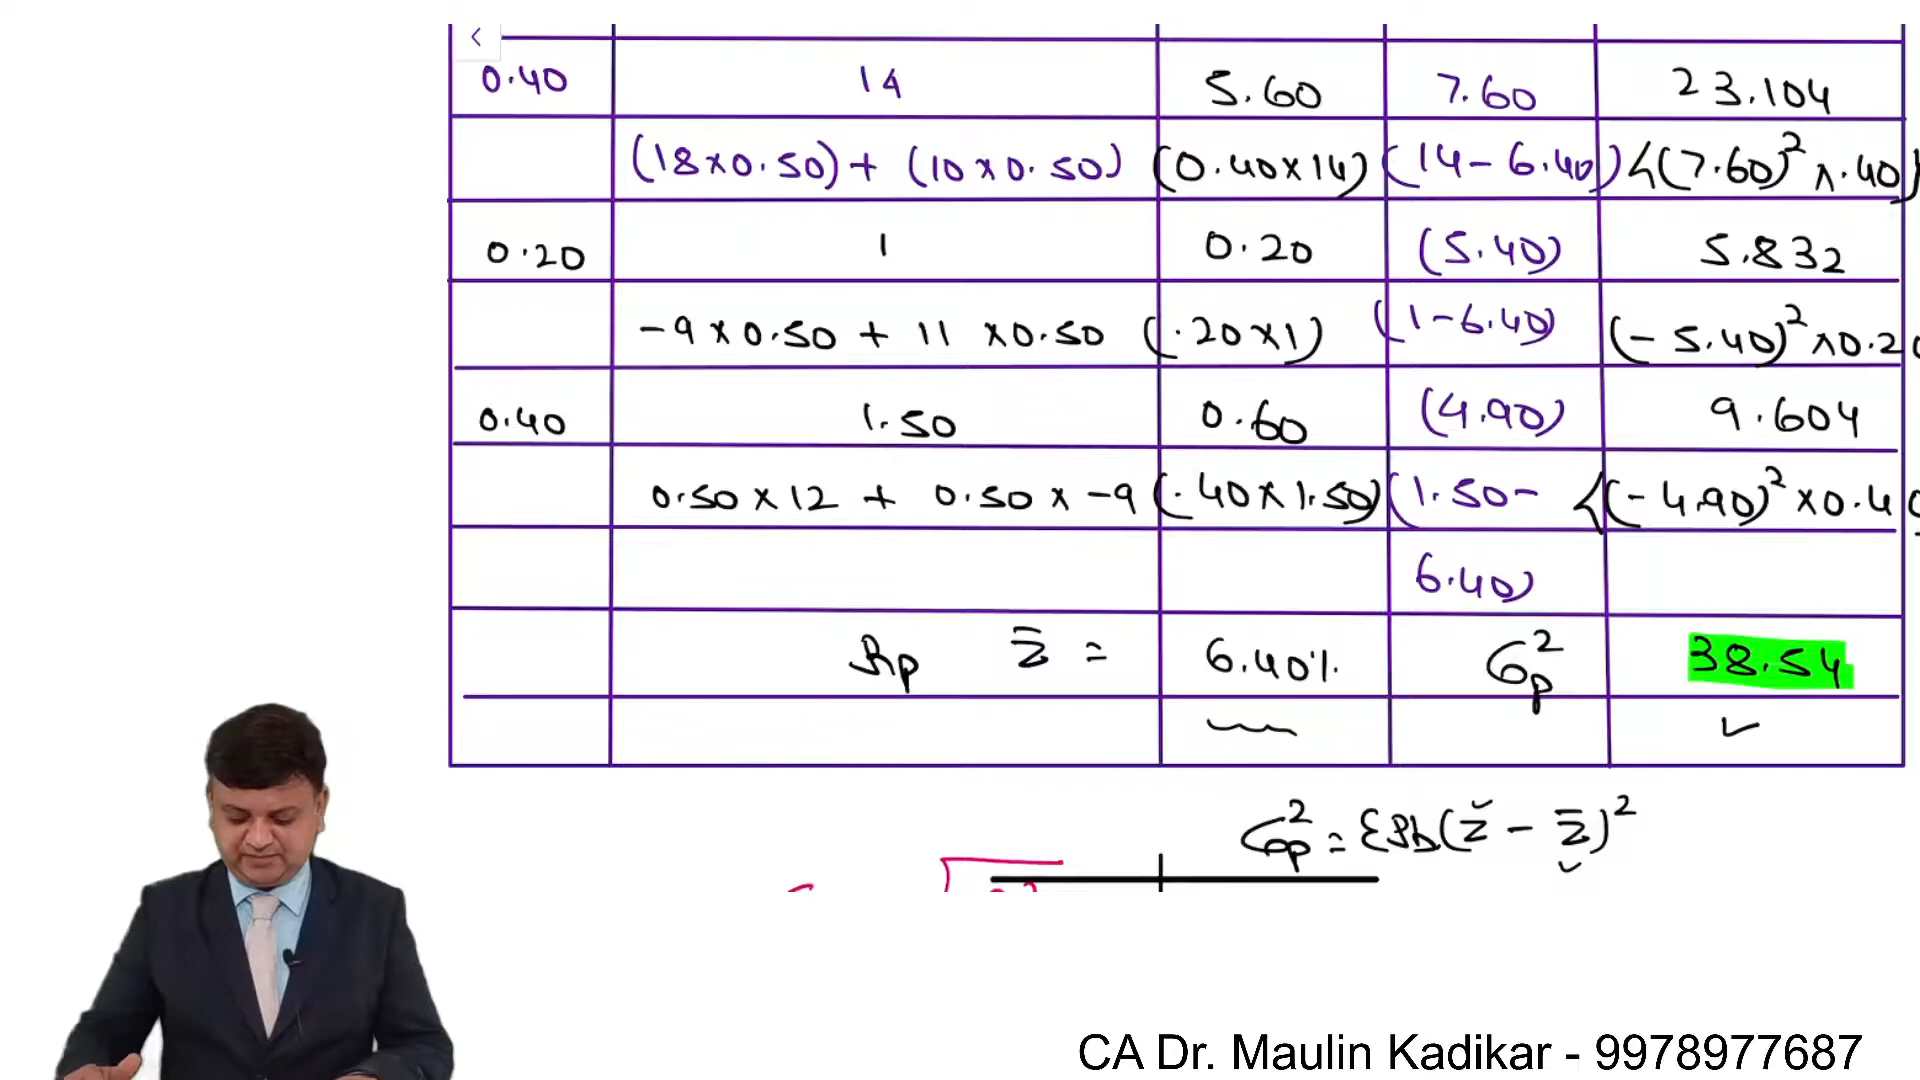 0.40 14 5.60 7.60 23.104
(18×0.50)+ (10×0.50) (0.40×14) (14-6.40) {(7.60)²×.40}
0.20 1 0.20 (5.40) 5.832
-9×0.50 + 11×0.50 (.20×1) (1-6.40) (-5.40)²×0.20
0.40 1.50 0.60 (4.90) 9.604
0.50×12 + 0.50×-9 (.40×1.50) (1.50- {(-4.90)²×0.40
6.40)
Rp z̄ = 6.40% σp² 38.54
σp² = ΣPb(z - z̄)²
CA Dr. Maulin Kadikar - 9978977687